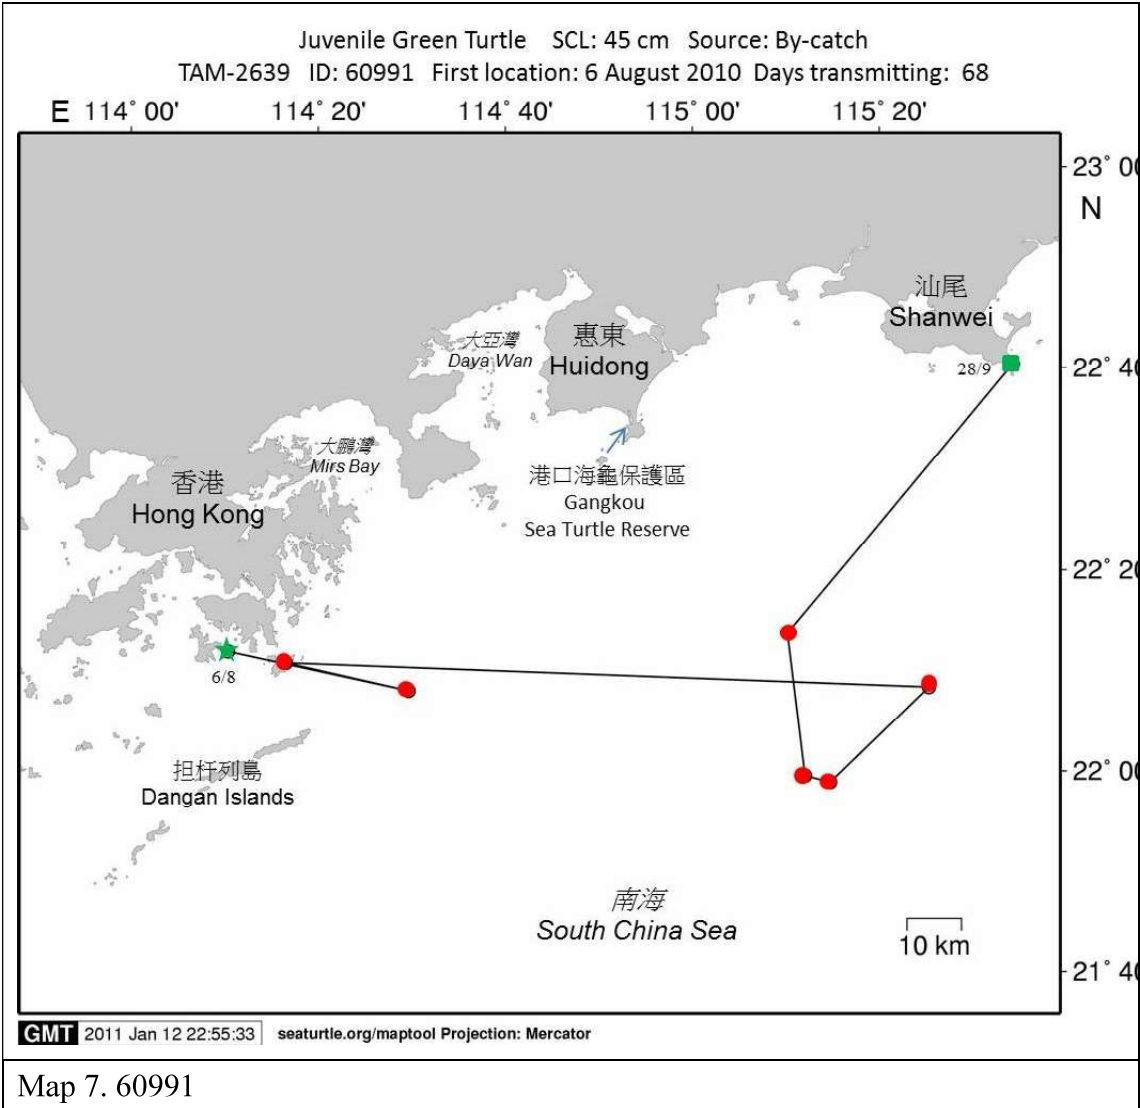 Juvenile Green Turtle SCL: 45 cm Source: By-catch
TAM-2639 ID: 60991 First location: 6 August 2010 Days transmitting: 68
E 114° 00' 114° 20' 114° 40' 115° 00' 115° 20'
23° 00
N
汕尾
Shanwei
惠東
Huidong
大亞灣
Daya Wan
28/9
22° 40
大鵬灣
Mirs Bay
香港
Hong Kong
港口海龜保護區
Gangkou
Sea Turtle Reserve
22° 20
6/8
22° 00
担杆列島
Dangan Islands
南海
South China Sea
10 km
21° 40
GMT 2011 Jan 12 22:55:33 seaturtle.org/maptool Projection: Mercator
Map 7. 60991